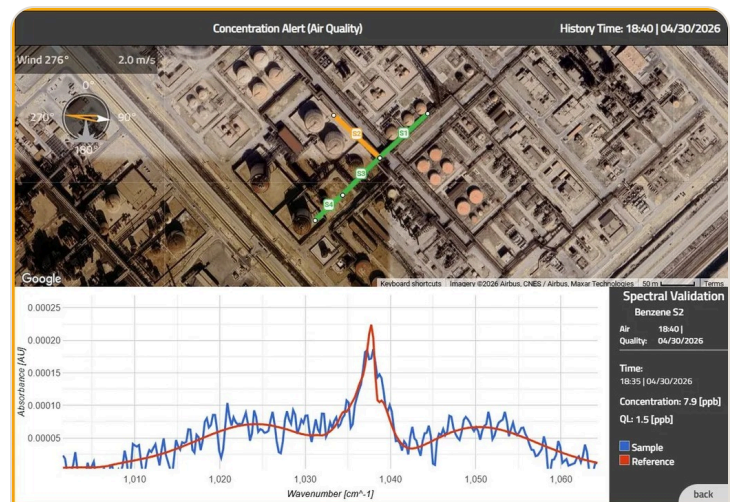 Concentration Alert (Air Quality)
History Time: 18:40 | 04/30/2026
Wind 276°
2.0 m/s
0°
270°
90°
180°
S2
S1
S3
S4
Google
Keyboard shortcuts
Imagery ©2026 Airbus, CNES / Airbus, Maxar Technologies
50 m
Terms
0.00025
0.00020
0.00015
0.00010
0.00005
Absorbance [AU]
1,010
1,020
1,030
1,040
1,050
1,060
Wavenumber [cm^-1]
Spectral Validation
Benzene S2
Air Quality:
18:40 | 04/30/2026
Time:
18:35 | 04/30/2026
Concentration: 7.9 [ppb]
QL: 1.5 [ppb]
Sample
Reference
back